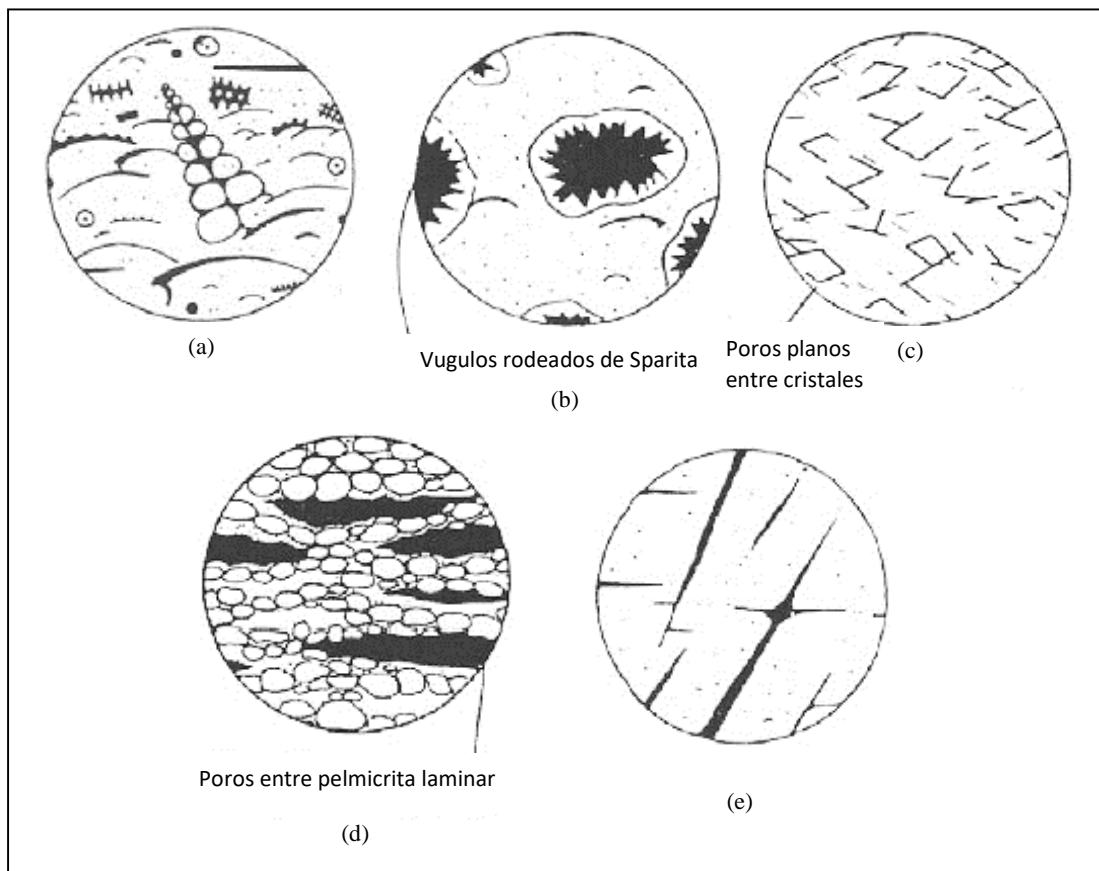 (a)
Vugulos rodeados de Sparita
(b)
Poros planos
entre cristales
(c)
Poros entre pelmicrita laminar
(d)
(e)